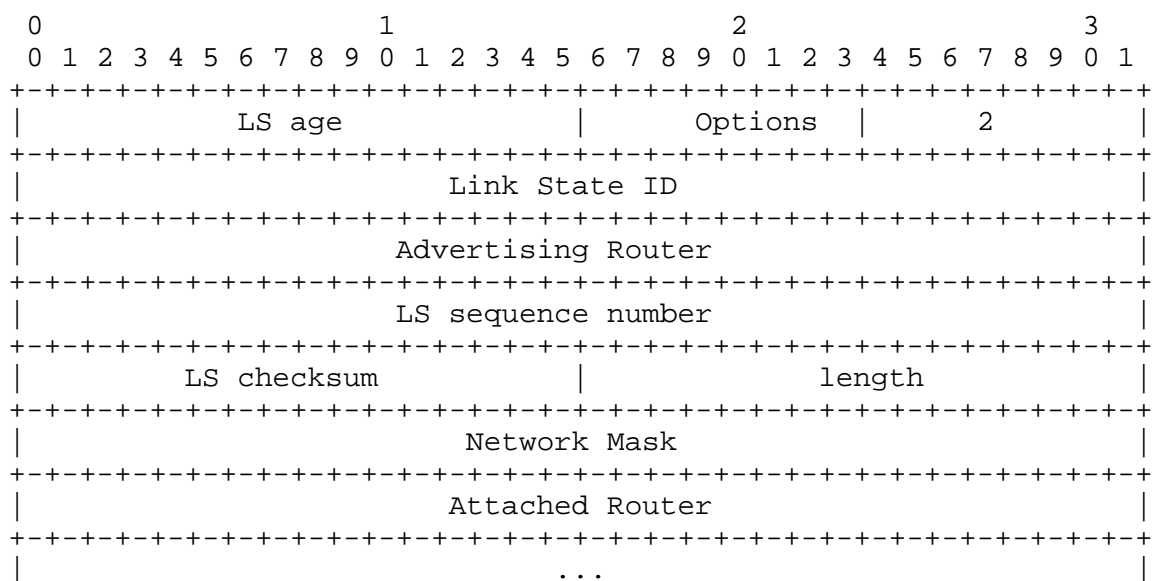 0                   1                   2                   3
0 1 2 3 4 5 6 7 8 9 0 1 2 3 4 5 6 7 8 9 0 1 2 3 4 5 6 7 8 9 0 1
+-+-+-+-+-+-+-+-+-+-+-+-+-+-+-+-+-+-+-+-+-+-+-+-+-+-+-+-+-+-+-+-+
|            LS age             |      Options  |      2        |
+-+-+-+-+-+-+-+-+-+-+-+-+-+-+-+-+-+-+-+-+-+-+-+-+-+-+-+-+-+-+-+-+
|                        Link State ID                          |
+-+-+-+-+-+-+-+-+-+-+-+-+-+-+-+-+-+-+-+-+-+-+-+-+-+-+-+-+-+-+-+-+
|                     Advertising Router                        |
+-+-+-+-+-+-+-+-+-+-+-+-+-+-+-+-+-+-+-+-+-+-+-+-+-+-+-+-+-+-+-+-+
|                     LS sequence number                        |
+-+-+-+-+-+-+-+-+-+-+-+-+-+-+-+-+-+-+-+-+-+-+-+-+-+-+-+-+-+-+-+-+
|         LS checksum           |             length            |
+-+-+-+-+-+-+-+-+-+-+-+-+-+-+-+-+-+-+-+-+-+-+-+-+-+-+-+-+-+-+-+-+
|                         Network Mask                          |
+-+-+-+-+-+-+-+-+-+-+-+-+-+-+-+-+-+-+-+-+-+-+-+-+-+-+-+-+-+-+-+-+
|                        Attached Router                        |
+-+-+-+-+-+-+-+-+-+-+-+-+-+-+-+-+-+-+-+-+-+-+-+-+-+-+-+-+-+-+-+-+
|                              ...                              |